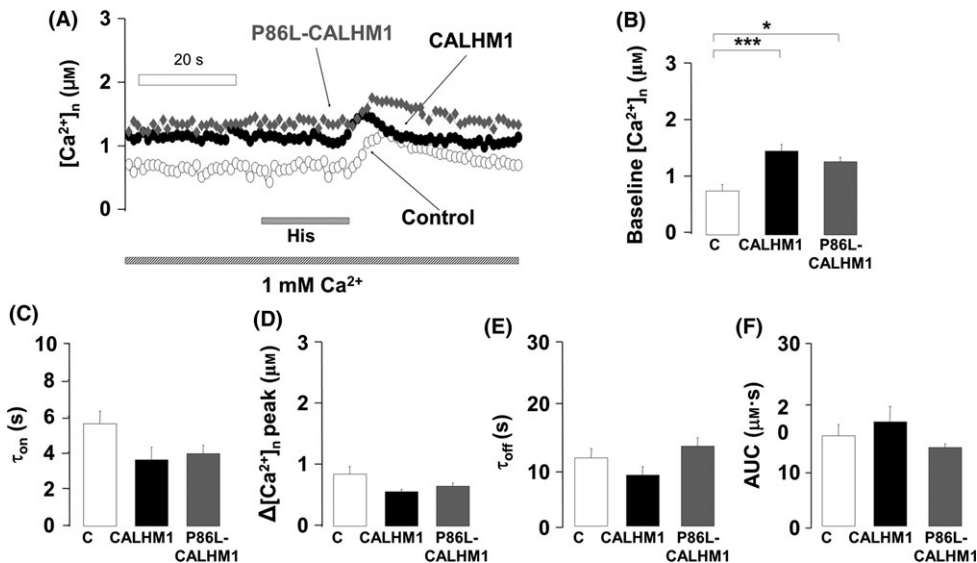 (A)
P86L-CALHM1
CALHM1
20 s
[Ca²⁺]ₙ (μM)
3
2
1
0
Control
His
1 mM Ca²⁺
(B)
*
***
Baseline [Ca²⁺]ₙ (μM)
3
2
1
0
C CALHM1 P86L-
CALHM1
(C)
τon (s)
10
8
6
4
2
0
C CALHM1 P86L-
CALHM1
(D)
Δ[Ca²⁺]ₙ peak (μM)
3
2
1
0
C CALHM1 P86L-
CALHM1
(E)
τoff (s)
30
20
10
0
C CALHM1 P86L-
CALHM1
(F)
AUC (μM·s)
30
2
0
10
0
C CALHM1 P86L-
CALHM1